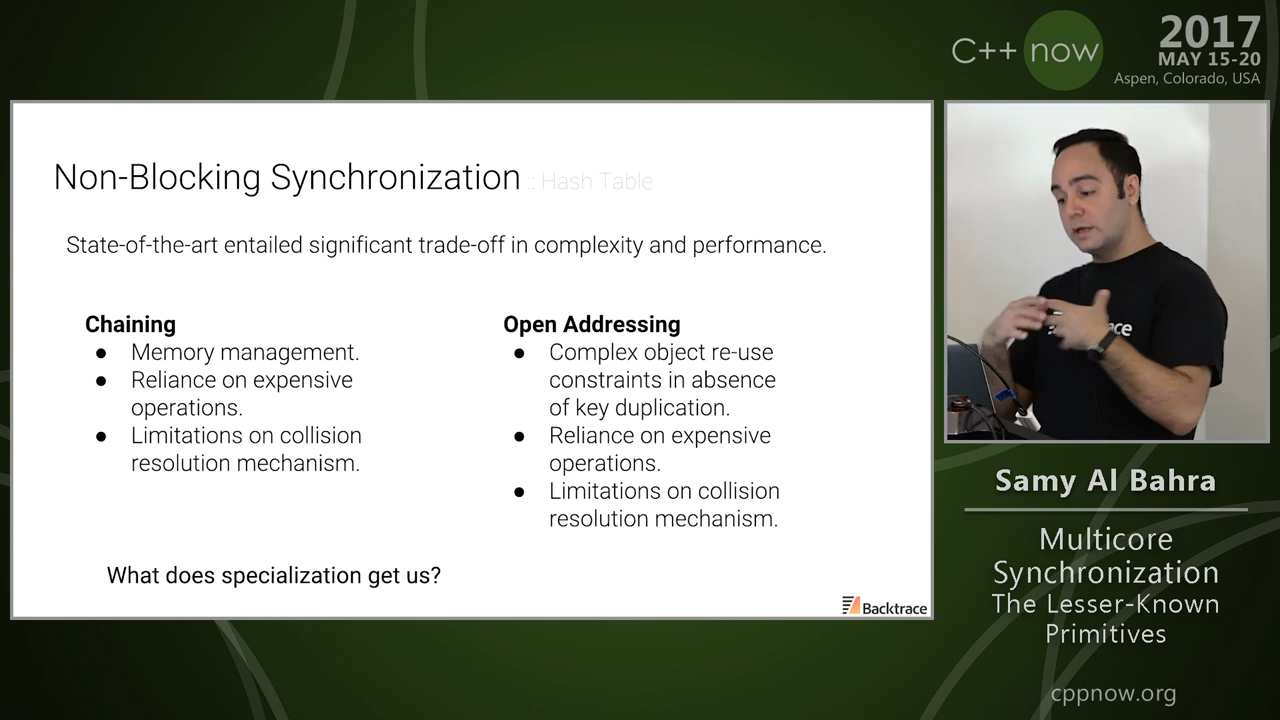 C++ now
2017
MAY 15-20
Aspen, Colorado, USA
Non-Blocking Synchronization :: Hash Table
State-of-the-art entailed significant trade-off in complexity and performance.
Chaining
● Memory management.
● Reliance on expensive
operations.
● Limitations on collision
resolution mechanism.
Open Addressing
● Complex object re-use
constraints in absence
of key duplication.
● Reliance on expensive
operations.
● Limitations on collision
resolution mechanism.
What does specialization get us?
Backtrace
Samy Al Bahra
Multicore
Synchronization
The Lesser-Known
Primitives
cppnow.org